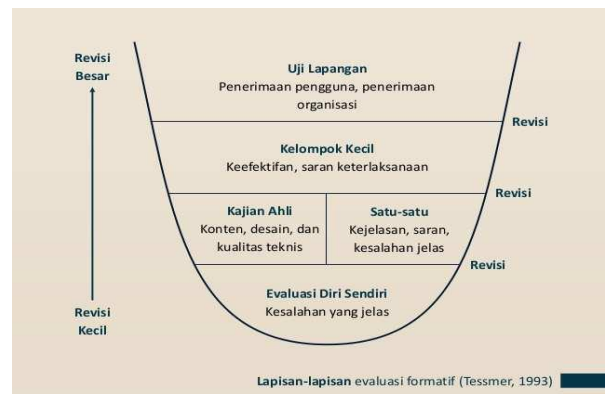 Revisi
Besar
Uji Lapangan
Penerimaan pengguna, penerimaan
organisasi
Revisi
Kelompok Kecil
Keefektifan, saran keterlaksanaan
Revisi
Kajian Ahli
Konten, desain, dan
kualitas teknis
Satu-satu
Kejelasan, saran,
kesalahan jelas
Revisi
Evaluasi Diri Sendiri
Kesalahan yang jelas
Revisi
Kecil
Lapisan-lapisan evaluasi formatif (Tessmer, 1993)